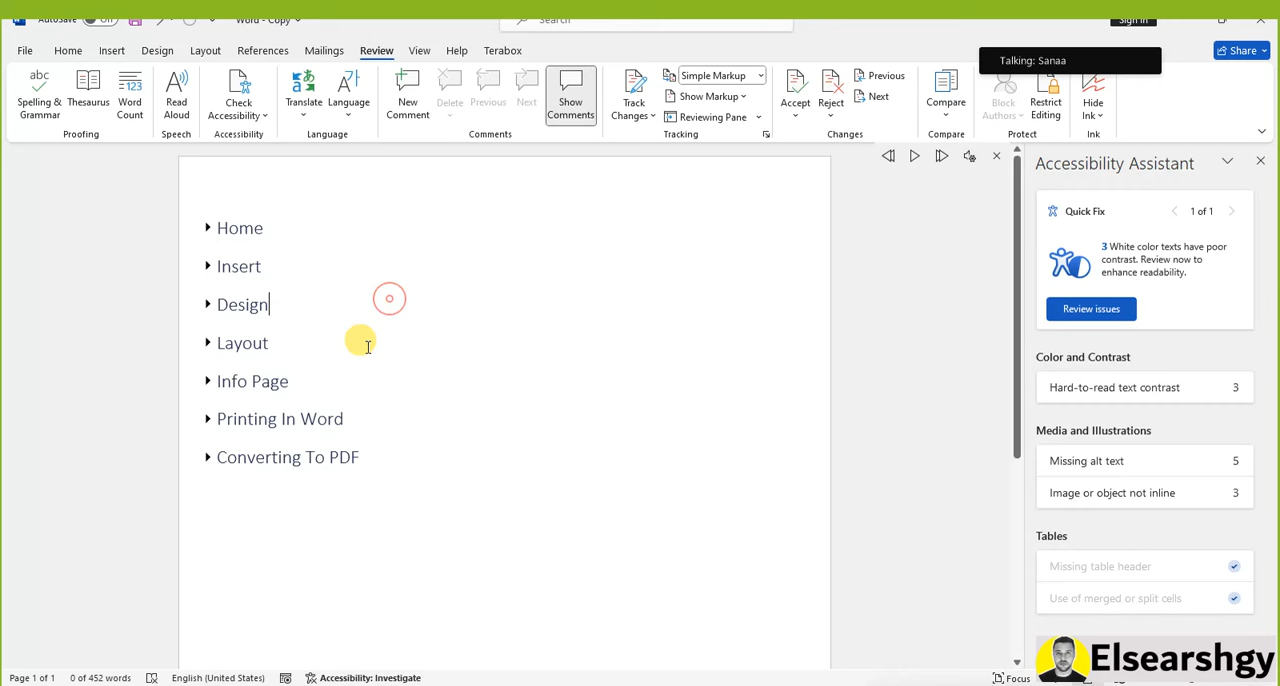 AutoSave Off
Word - Copy
Search
Sign in
File Home Insert Design Layout References Mailings Review View Help Terabox
Talking: Sanaa
Share
abc
Spelling & Grammar
Thesaurus
123
Word Count
Read Aloud
Check Accessibility
Translate
Language
New Comment
Delete
Previous
Next
Show Comments
Track Changes
Simple Markup
Show Markup
Reviewing Pane
Accept
Reject
Previous
Next
Compare
Block Authors
Restrict Editing
Hide Ink
Proofing Speech Accessibility Language Comments Tracking Changes Compare Protect Ink
Home
Insert
Design
Layout
Info Page
Printing In Word
Converting To PDF
Accessibility Assistant
Quick Fix
1 of 1
3 White color texts have poor
contrast. Review now to
enhance readability.
Review issues
Color and Contrast
Hard-to-read text contrast 3
Media and Illustrations
Missing alt text 5
Image or object not inline 3
Tables
Missing table header
Use of merged or split cells
Elsearshgy
Page 1 of 1 0 of 452 words English (United States) Accessibility: Investigate Focus